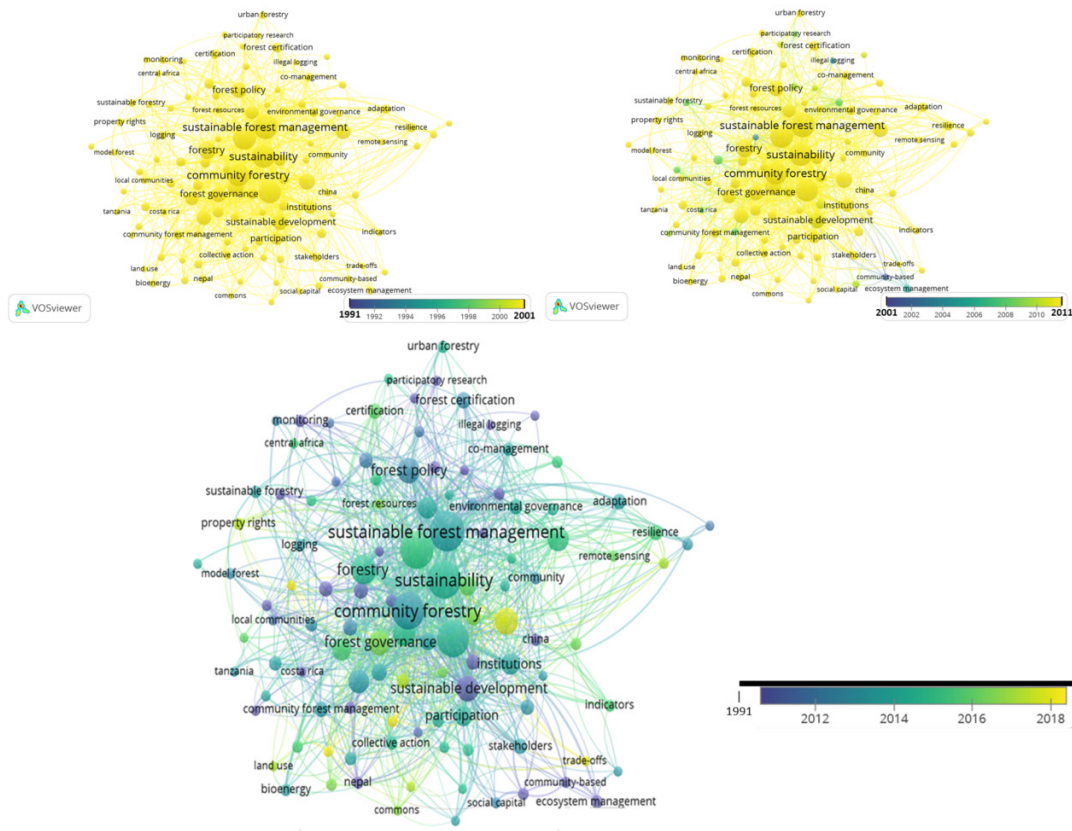 urban forestry
participatory research
certification
forest certification
monitoring
illegal logging
central africa
co-management
forest policy
sustainable forestry
forest resources
environmental governance
adaptation
property rights
sustainable forest management
resilience
logging
remote sensing
forestry
sustainability
community
model forest
community forestry
local communities
forest governance
china
tanzania
costa rica
institutions
sustainable development
community forest management
participation
indicators
collective action
stakeholders
land use
trade-offs
bioenergy
nepal
community-based
social capital
ecosystem management
commons
VOSviewer
1991 1992 1994 1996 1998 2000 2001
urban forestry
participatory research
certification
forest certification
monitoring
illegal logging
central africa
co-management
forest policy
sustainable forestry
forest resources
environmental governance
adaptation
property rights
sustainable forest management
resilience
logging
remote sensing
forestry
sustainability
community
model forest
community forestry
local communities
forest governance
china
tanzania
costa rica
institutions
sustainable development
community forest management
participation
indicators
collective action
stakeholders
land use
trade-offs
bioenergy
nepal
community-based
social capital
ecosystem management
commons
VOSviewer
2001 2002 2004 2006 2008 2010 2011
urban forestry
participatory research
certification
forest certification
monitoring
illegal logging
central africa
co-management
forest policy
sustainable forestry
forest resources
environmental governance
adaptation
property rights
sustainable forest management
resilience
logging
remote sensing
forestry
sustainability
community
model forest
community forestry
local communities
forest governance
china
tanzania
costa rica
institutions
sustainable development
community forest management
participation
indicators
collective action
stakeholders
land use
trade-offs
bioenergy
nepal
community-based
social capital
ecosystem management
commons
1991 2012 2014 2016 2018